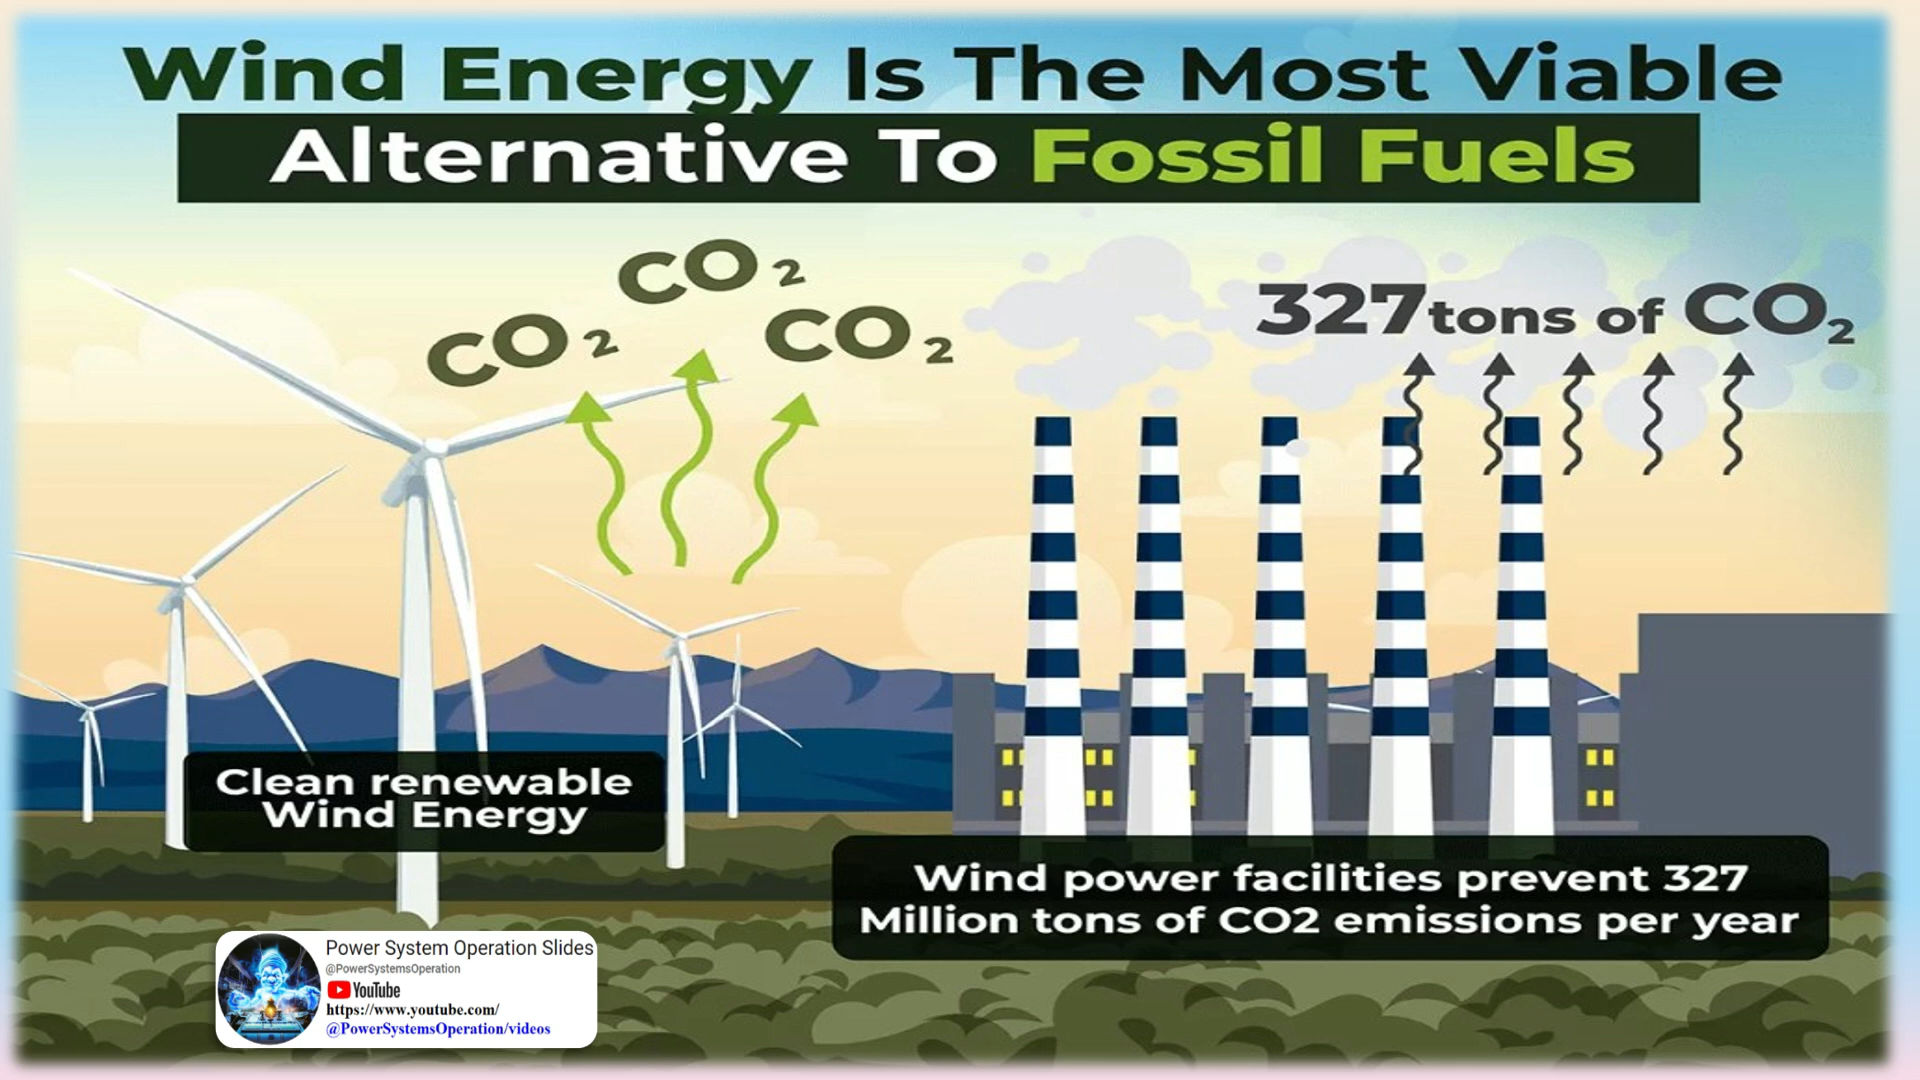 Wind Energy Is The Most Viable
Alternative To Fossil Fuels
CO₂
CO₂
CO₂
327 tons of CO₂
Clean renewable
Wind Energy
Wind power facilities prevent 327
Million tons of CO2 emissions per year
Power System Operation Slides
@PowerSystemsOperation
YouTube
https://www.youtube.com/
@PowerSystemsOperation/videos